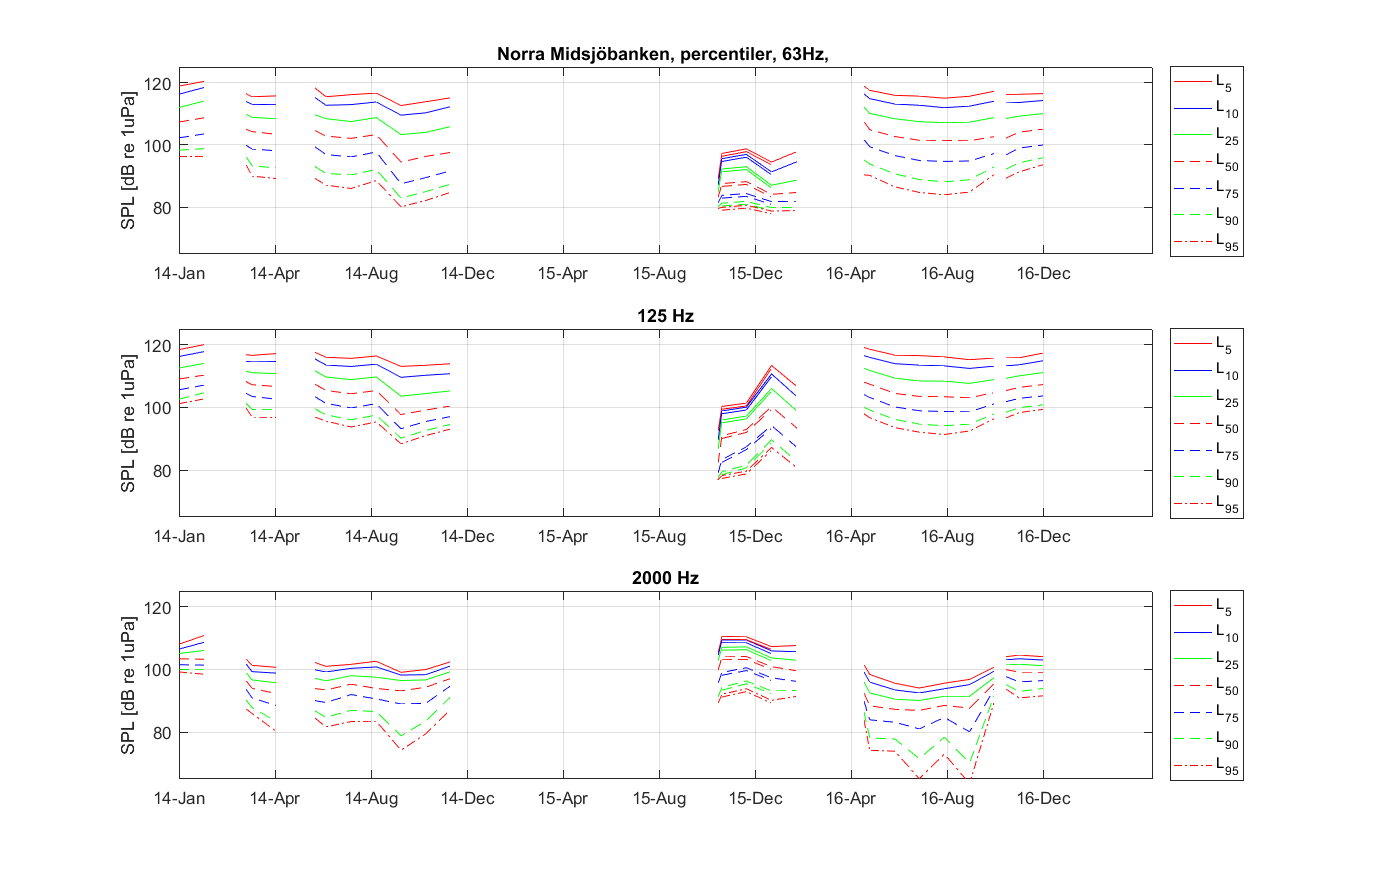 Norra Midsjöbanken, percentiler, 63Hz,
SPL [dB re 1uPa]
120
100
80
14-Jan 14-Apr 14-Aug 14-Dec 15-Apr 15-Aug 15-Dec 16-Apr 16-Aug 16-Dec
L5
L10
L25
L50
L75
L90
L95
125 Hz
SPL [dB re 1uPa]
120
100
80
14-Jan 14-Apr 14-Aug 14-Dec 15-Apr 15-Aug 15-Dec 16-Apr 16-Aug 16-Dec
L5
L10
L25
L50
L75
L90
L95
2000 Hz
SPL [dB re 1uPa]
120
100
80
14-Jan 14-Apr 14-Aug 14-Dec 15-Apr 15-Aug 15-Dec 16-Apr 16-Aug 16-Dec
L5
L10
L25
L50
L75
L90
L95